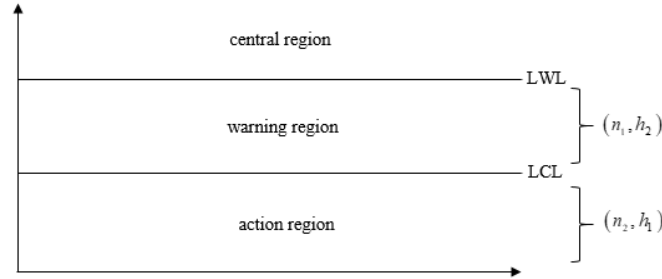 central region
LWL
warning region
(n₁, h₂)
LCL
action region
(n₂, h₁)